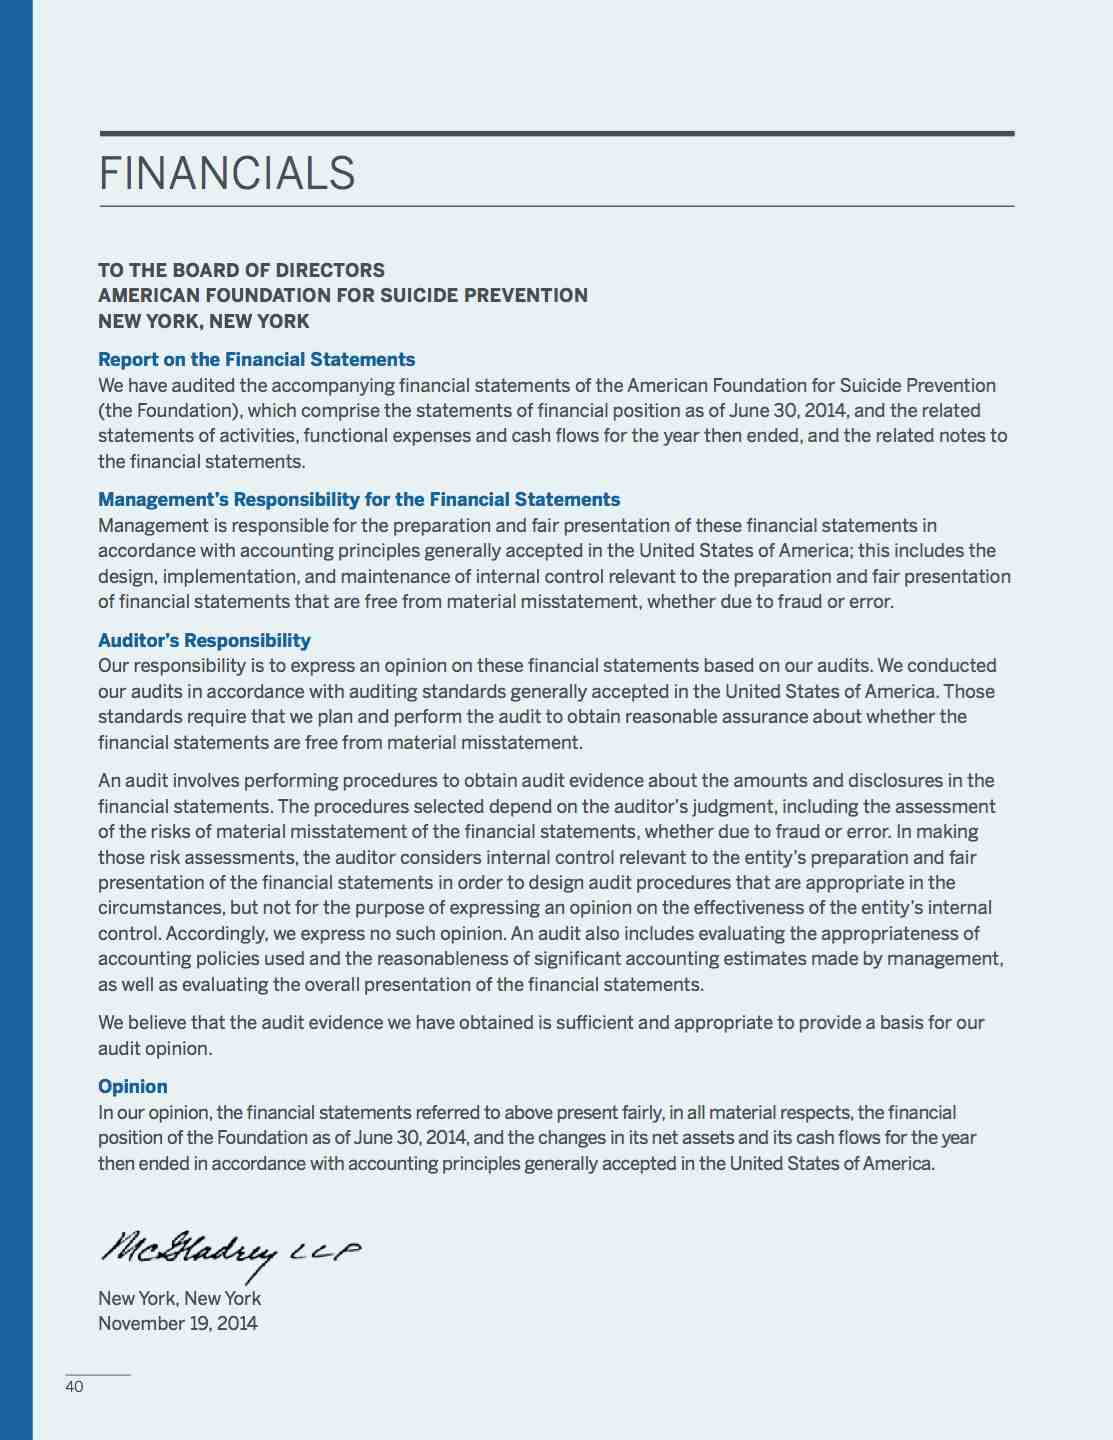 FINANCIALS
TO THE BOARD OF DIRECTORS
AMERICAN FOUNDATION FOR SUICIDE PREVENTION
NEW YORK, NEW YORK
Report on the Financial Statements
We have audited the accompanying financial statements of the American Foundation for Suicide Prevention
(the Foundation), which comprise the statements of financial position as of June 30, 2014, and the related
statements of activities, functional expenses and cash flows for the year then ended, and the related notes to
the financial statements.
Management’s Responsibility for the Financial Statements
Management is responsible for the preparation and fair presentation of these financial statements in
accordance with accounting principles generally accepted in the United States of America; this includes the
design, implementation, and maintenance of internal control relevant to the preparation and fair presentation
of financial statements that are free from material misstatement, whether due to fraud or error.
Auditor’s Responsibility
Our responsibility is to express an opinion on these financial statements based on our audits. We conducted
our audits in accordance with auditing standards generally accepted in the United States of America. Those
standards require that we plan and perform the audit to obtain reasonable assurance about whether the
financial statements are free from material misstatement.
An audit involves performing procedures to obtain audit evidence about the amounts and disclosures in the
financial statements. The procedures selected depend on the auditor’s judgment, including the assessment
of the risks of material misstatement of the financial statements, whether due to fraud or error. In making
those risk assessments, the auditor considers internal control relevant to the entity’s preparation and fair
presentation of the financial statements in order to design audit procedures that are appropriate in the
circumstances, but not for the purpose of expressing an opinion on the effectiveness of the entity’s internal
control. Accordingly, we express no such opinion. An audit also includes evaluating the appropriateness of
accounting policies used and the reasonableness of significant accounting estimates made by management,
as well as evaluating the overall presentation of the financial statements.
We believe that the audit evidence we have obtained is sufficient and appropriate to provide a basis for our
audit opinion.
Opinion
In our opinion, the financial statements referred to above present fairly, in all material respects, the financial
position of the Foundation as of June 30, 2014, and the changes in its net assets and its cash flows for the year
then ended in accordance with accounting principles generally accepted in the United States of America.
McGladrey LLP
New York, New York
November 19, 2014
40